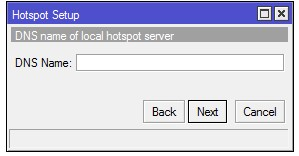 Hotspot Setup
DNS name of local hotspot server
DNS Name:
Back Next Cancel